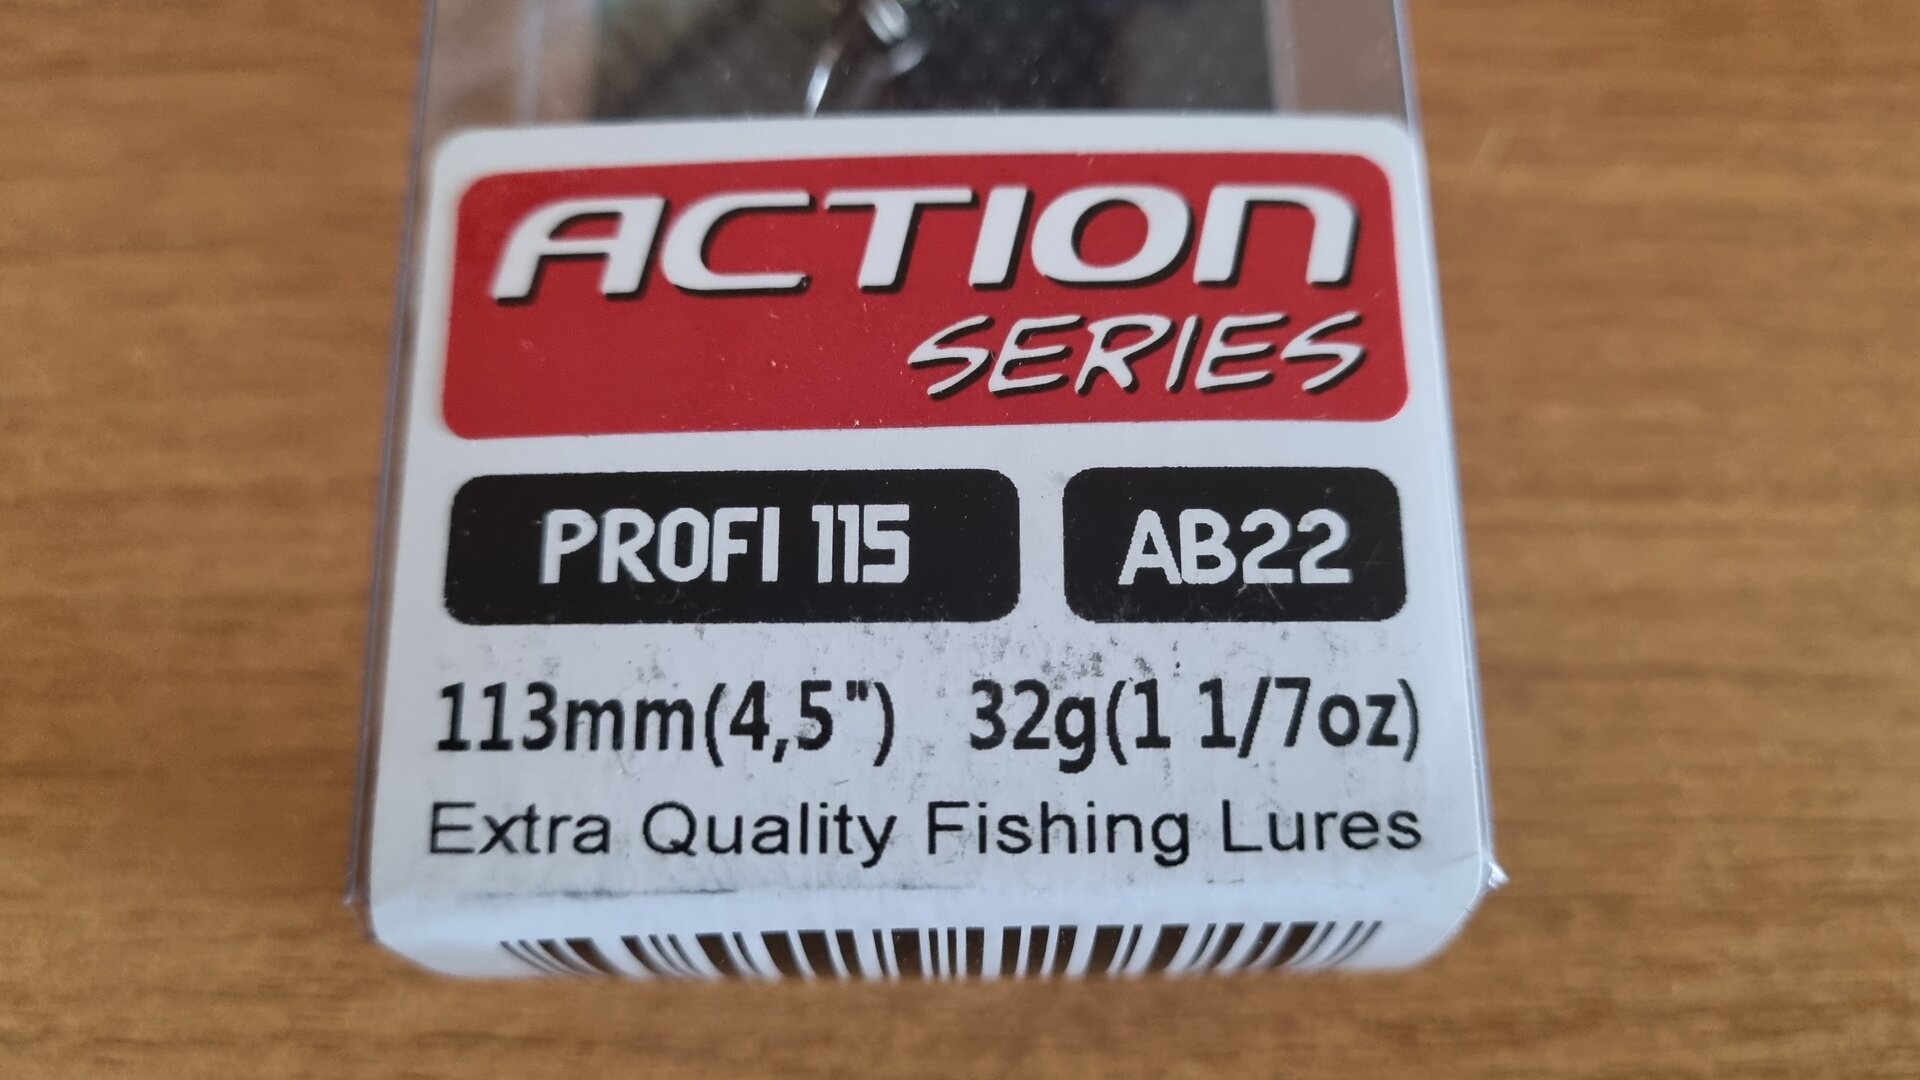 ACTION
SERIES
PROFI 115 AB22
113mm(4,5") 32g(1 1/7oz)
Extra Quality Fishing Lures